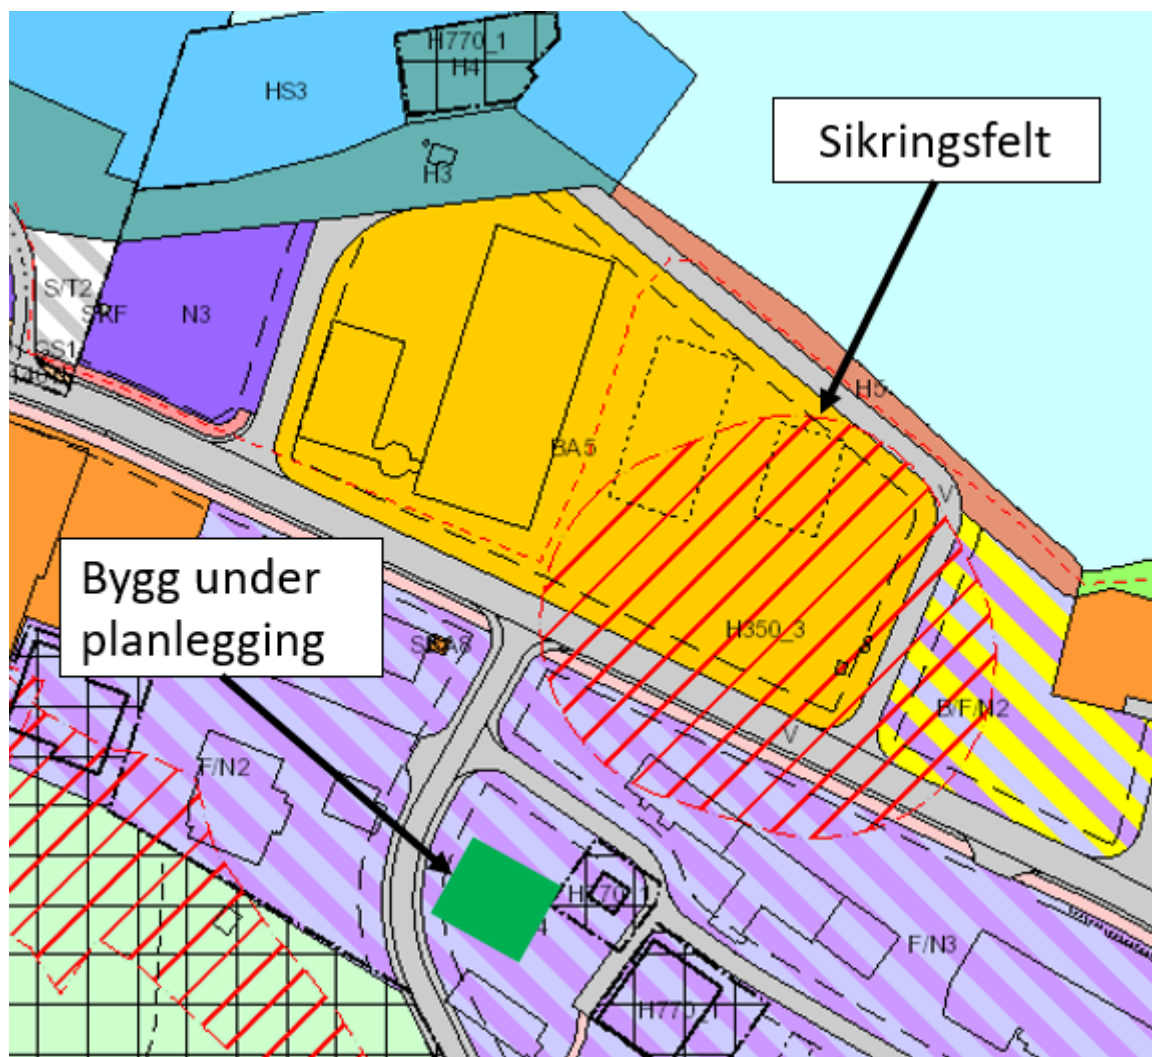 H770_1
H4
HS3
Sikringsfelt
H3
S/T2
N3
GS1
H5
BA5
V
Bygg under
planlegging
H350_3
S
B/F/N2
V
F/N2
H770_1
4
F/N3
H770_1